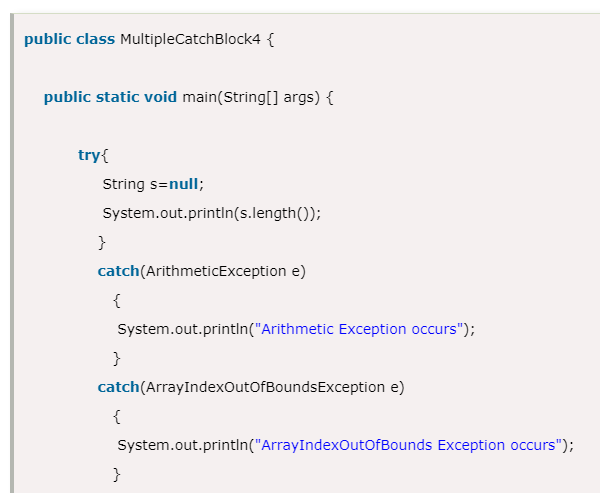 public class MultipleCatchBlock4 {
public static void main(String[] args) {
try{
String s=null;
System.out.println(s.length());
}
catch(ArithmeticException e)
{
System.out.println("Arithmetic Exception occurs");
}
catch(ArrayIndexOutOfBoundsException e)
{
System.out.println("ArrayIndexOutOfBounds Exception occurs");
}